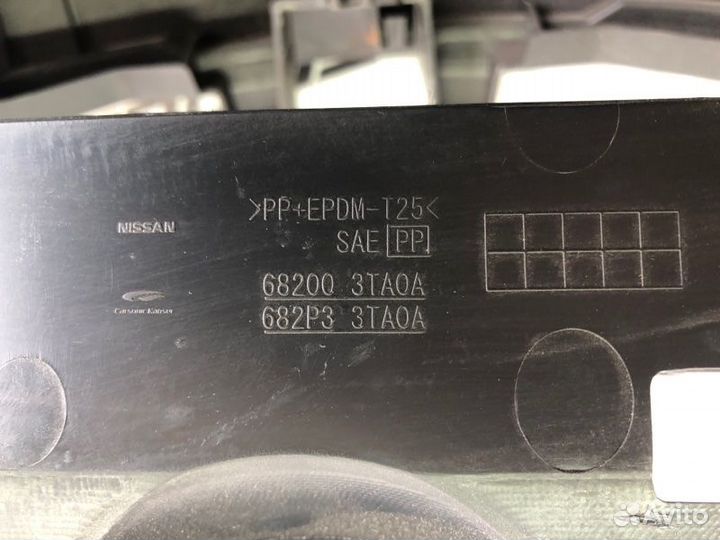 >PP+EPDM-T25<
NISSAN
SAE PP
68200 3TA0A
Calsonic Kansei
682P3 3TA0A
Avito